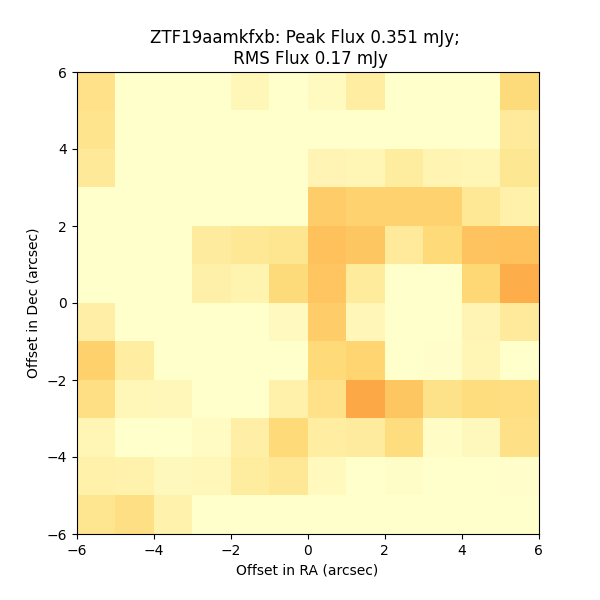 ZTF19aamkfxb: Peak Flux 0.351 mJy;
RMS Flux 0.17 mJy
6
4
2
0
−2
−4
−6
Offset in Dec (arcsec)
−6 −4 −2 0 2 4 6
Offset in RA (arcsec)